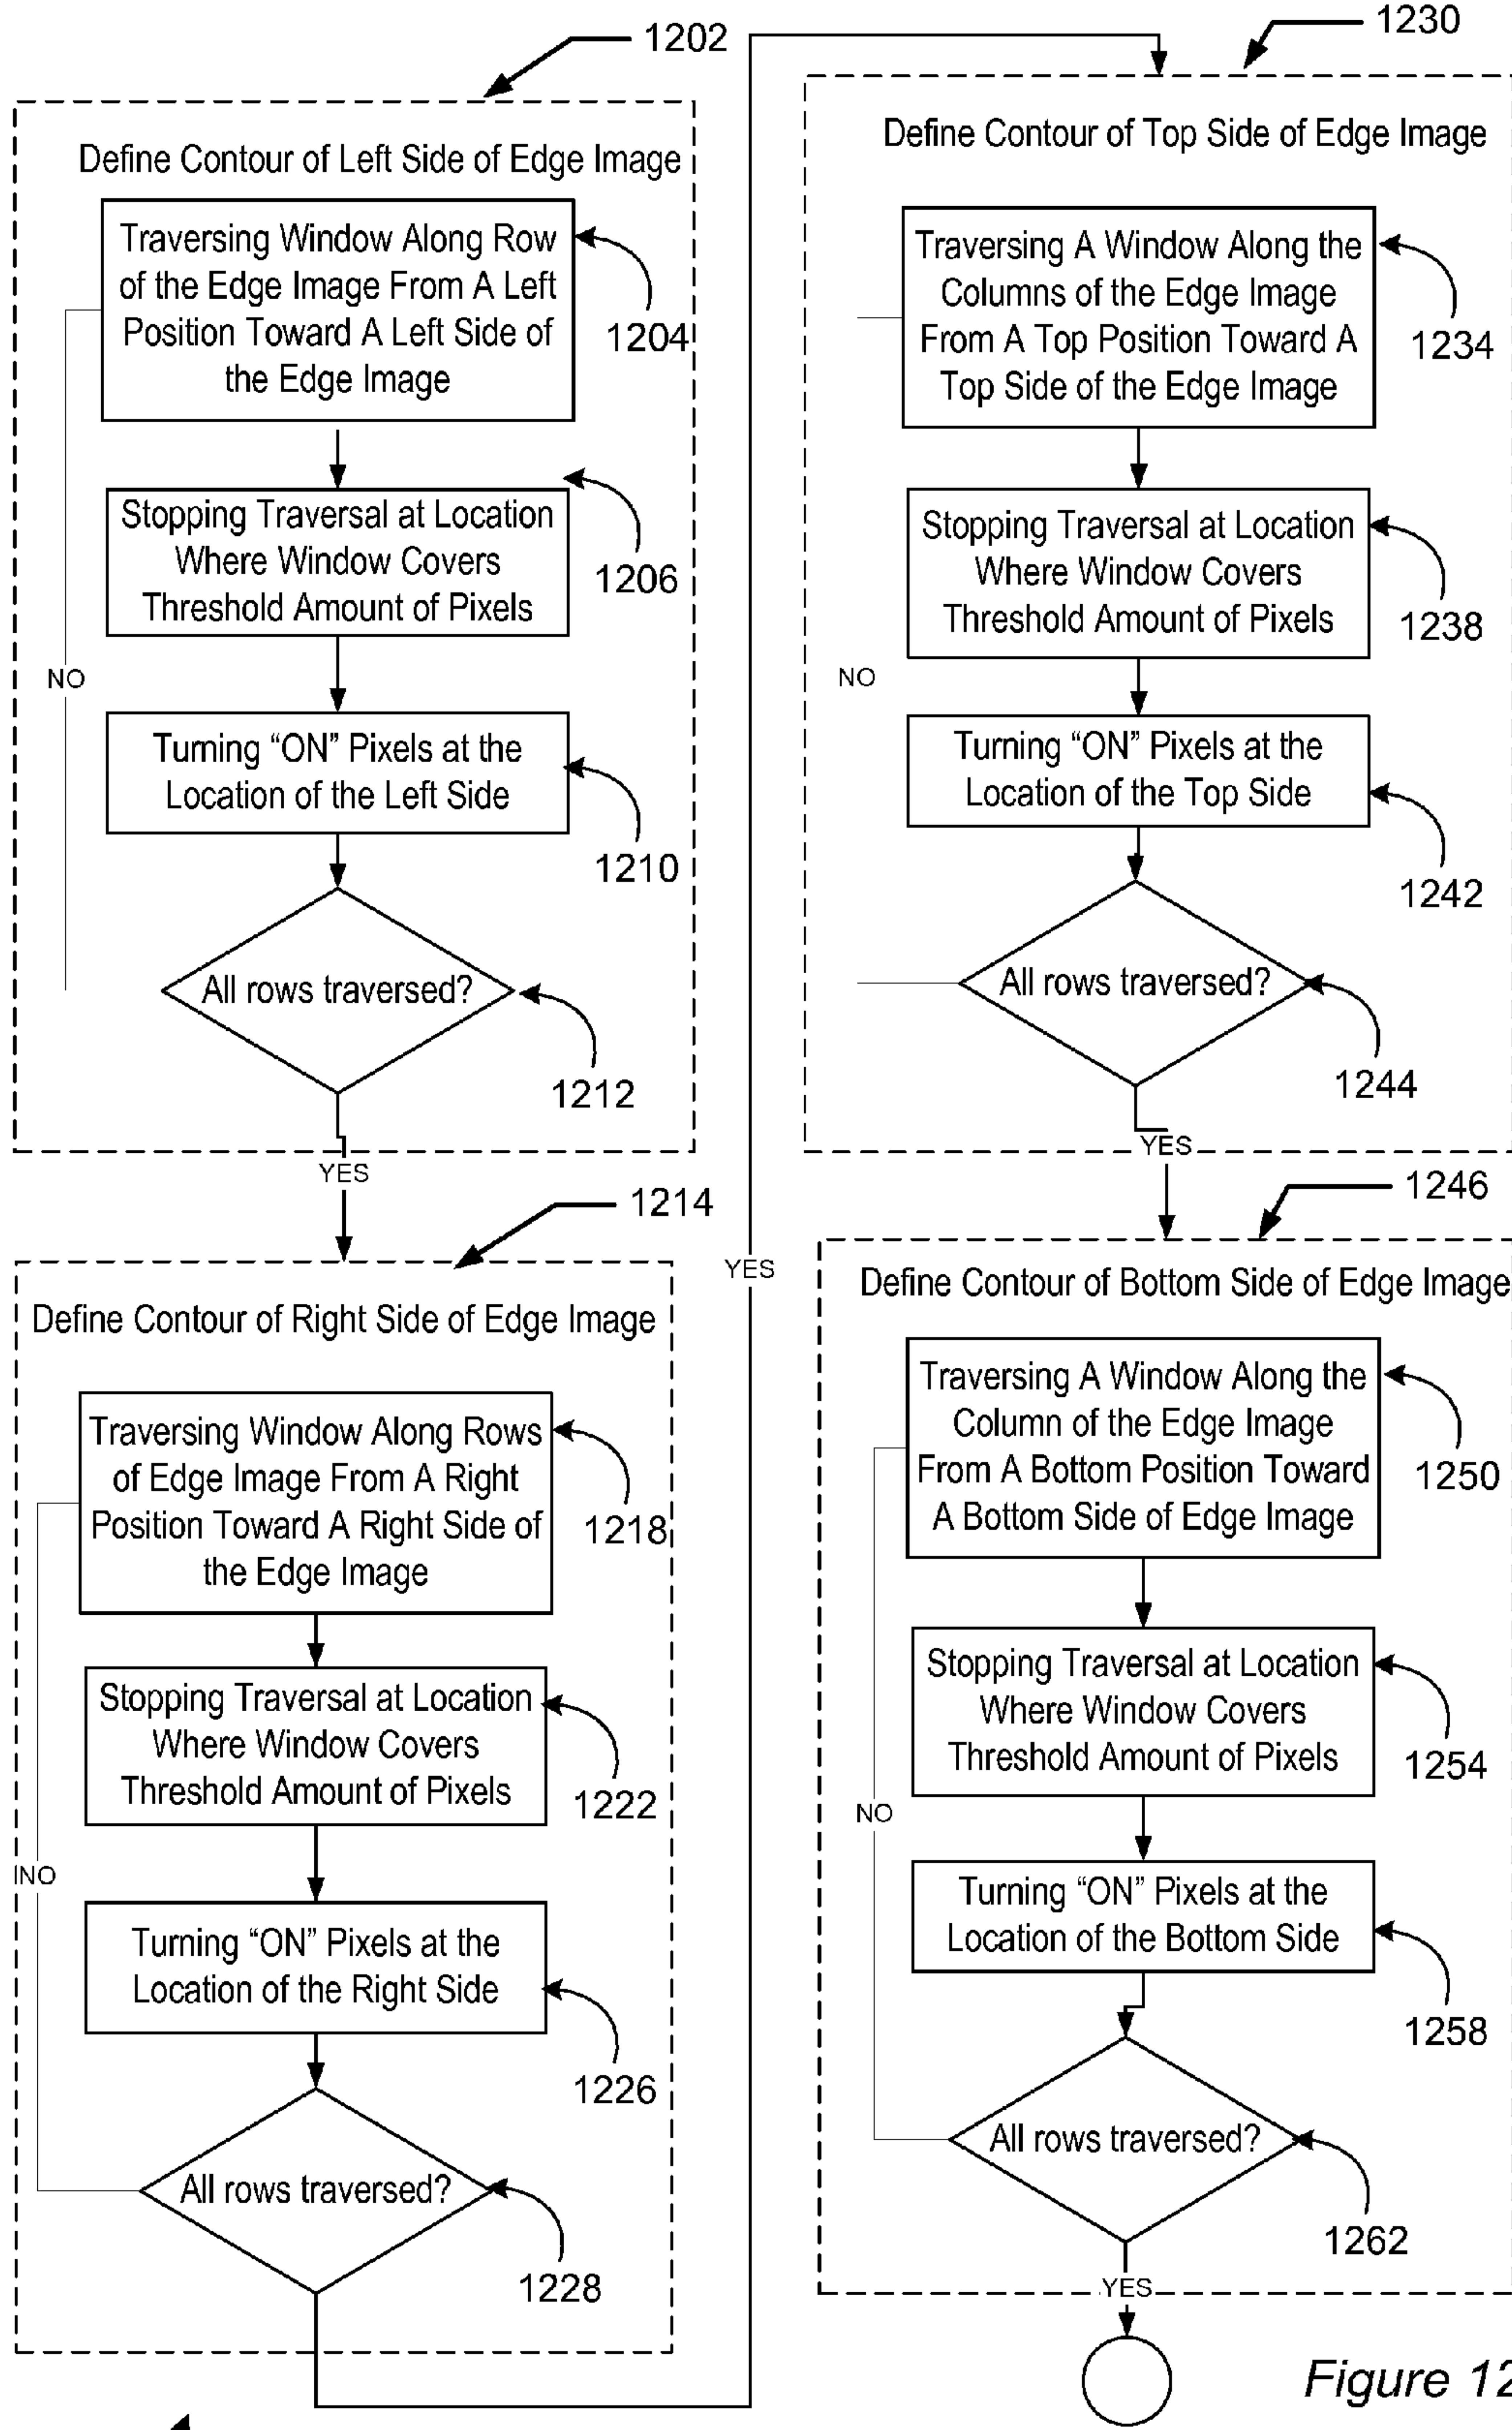 1202
Define Contour of Left Side of Edge Image
Traversing Window Along Row
of the Edge Image From A Left
Position Toward A Left Side of
the Edge Image
1204
Stopping Traversal at Location
Where Window Covers
Threshold Amount of Pixels
1206
NO
Turning “ON” Pixels at the
Location of the Left Side
1210
All rows traversed?
1212
YES
1214
Define Contour of Right Side of Edge Image
Traversing Window Along Rows
of Edge Image From A Right
Position Toward A Right Side of
the Edge Image
1218
Stopping Traversal at Location
Where Window Covers
Threshold Amount of Pixels
1222
NO
Turning “ON” Pixels at the
Location of the Right Side
1226
All rows traversed?
1228
YES
1230
Define Contour of Top Side of Edge Image
Traversing A Window Along the
Columns of the Edge Image
From A Top Position Toward A
Top Side of the Edge Image
1234
Stopping Traversal at Location
Where Window Covers
Threshold Amount of Pixels
1238
NO
Turning “ON” Pixels at the
Location of the Top Side
1242
All rows traversed?
1244
YES
1246
Define Contour of Bottom Side of Edge Image
Traversing A Window Along the
Column of the Edge Image
From A Bottom Position Toward
A Bottom Side of Edge Image
1250
Stopping Traversal at Location
Where Window Covers
Threshold Amount of Pixels
1254
NO
Turning “ON” Pixels at the
Location of the Bottom Side
1258
All rows traversed?
1262
YES
Figure 12